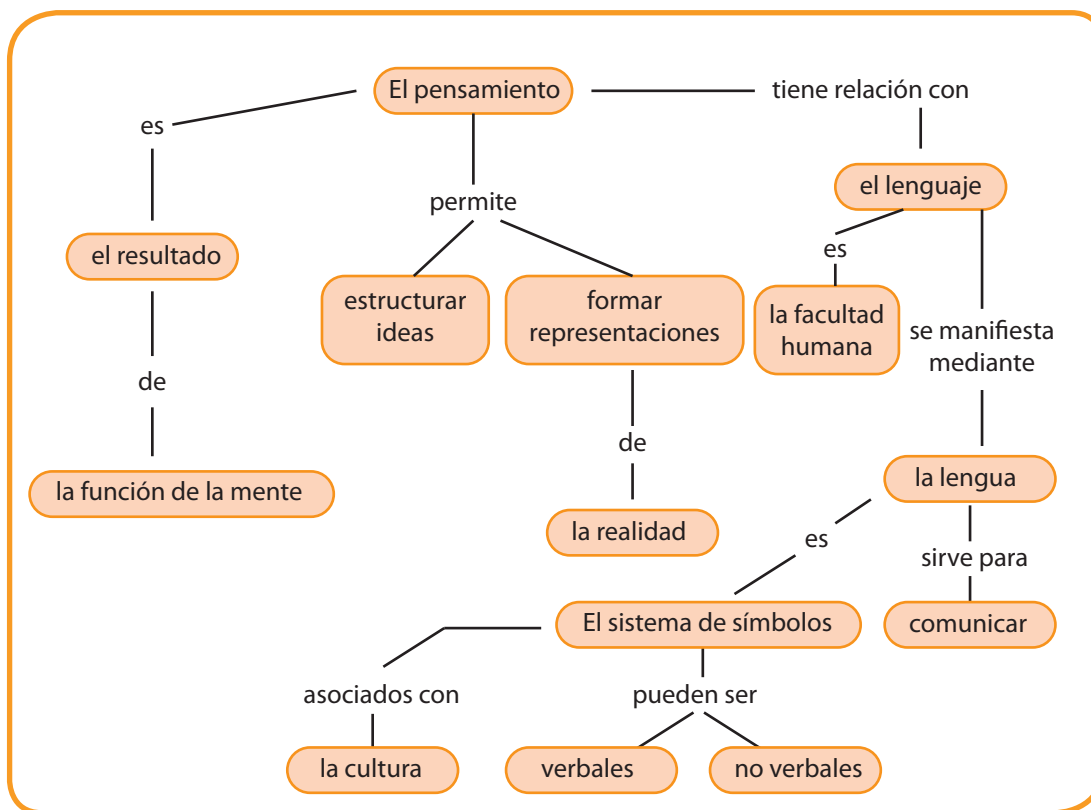 El pensamiento
tiene relación con
es
el lenguaje
permite
el resultado
es
estructurar
ideas
formar
representaciones
la facultad
humana
se manifiesta
mediante
de
de
la lengua
la función de la mente
la realidad
es
sirve para
El sistema de símbolos
comunicar
asociados con
pueden ser
la cultura
verbales
no verbales